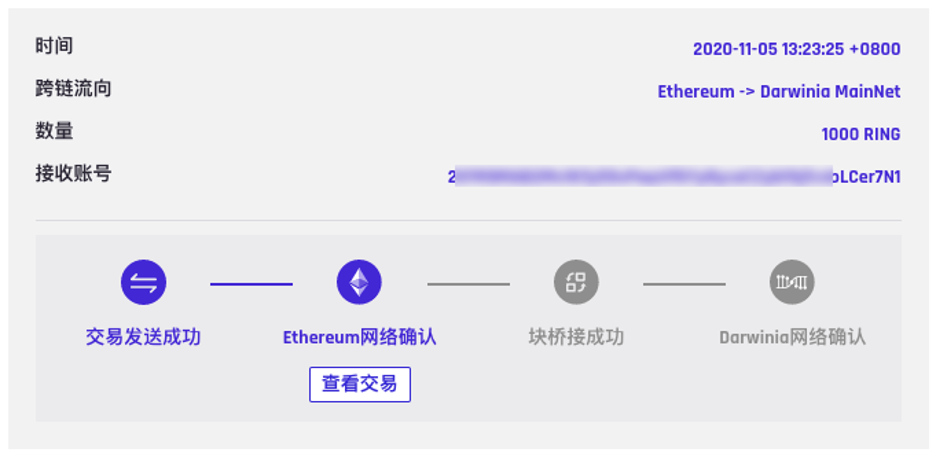 时间 2020-11-05 13:23:25 +0800
跨链流向 Ethereum -> Darwinia MainNet
数量 1000 RING
接收账号 2 oLCer7N1
交易发送成功 Ethereum网络确认 块桥接成功 Darwinia网络确认
查看交易